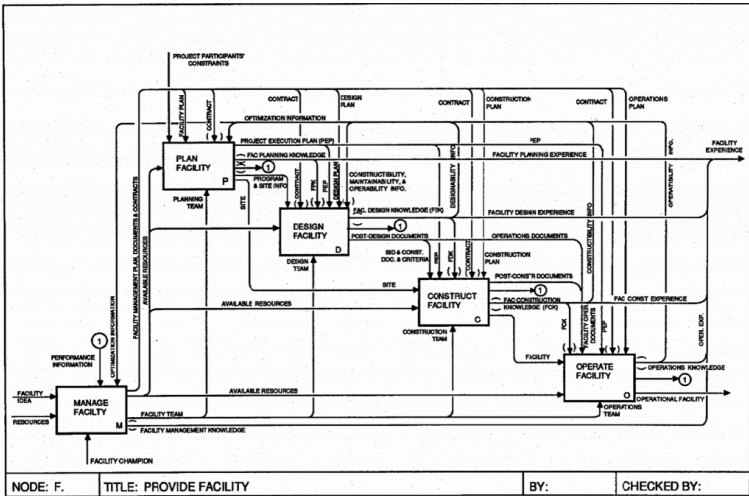 PROJECT PARTICIPANTS'
CONSTRAINTS
FACILITY PLAN
CONTRACT
CONTRACT
DESIGN
PLAN
CONTRACT
CONSTRUCTION
PLAN
CONTRACT
OPERATIONS
PLAN
OPTIMIZATION INFORMATION
PROJECT EXECUTION PLAN (PEP)
PEP
FACILITY
EXPERIENCE
PLAN
FACILITY
P
FAC PLANNING KNOWLEDGE
FACILITY PLANNING EXPERIENCE
1
PROGRAM
& SITE INFO
PLANNING
TEAM
SITE
CONTRACT
FPK
PEP
DESIGN PLAN
CONSTRUCTIBILITY,
MAINTAINABILITY, &
OPERABILITY INFO.
DESIGNABILITY INFO.
CONSTRUCTIBILITY INFO
OPERATIBILITY INFO.
FAC. DESIGN KNOWLEDGE (FDK)
FACILITY DESIGN EXPERIENCE
DESIGN
FACILITY
D
1
POST-DESIGN DOCUMENTS
OPERATIONS DOCUMENTS
DESIGN
TEAM
BID & CONST.
DOC. & CRITERIA
PEP
FDK
CONTRACT
CONSTRUCTION
PLAN
SITE
CONSTRUCT
FACILITY
C
POST-CONST'R DOCUMENTS
1
FAC CONSTRUCTION
KNOWLEDGE (FCK)
FAC CONST EXPERIENCE
AVAILABLE RESOURCES
CONSTRUCTION
TEAM
FACILITY MANAGEMENT PLAN, DOCUMENTS & CONTRACTS
AVAILABLE RESOURCES
OPTIMIZATION INFORMATION
1
PERFORMANCE
INFORMATION
FCK
FACILITY OPER.
DOCUMENTS
PEP
OPER. EXP.
FACILITY
OPERATE
FACILITY
O
OPERATIONS KNOWLEDGE
1
OPERATIONAL FACILITY
OPERATIONS
TEAM
FACILITY
IDEA
RESOURCES
MANAGE
FACILTY
M
AVAILABLE RESOURCES
FACILITY TEAM
FACILITY MANAGEMENT KNOWLEDGE
FACILITY CHAMPION
NODE: F.
TITLE: PROVIDE FACILITY
BY:
CHECKED BY: